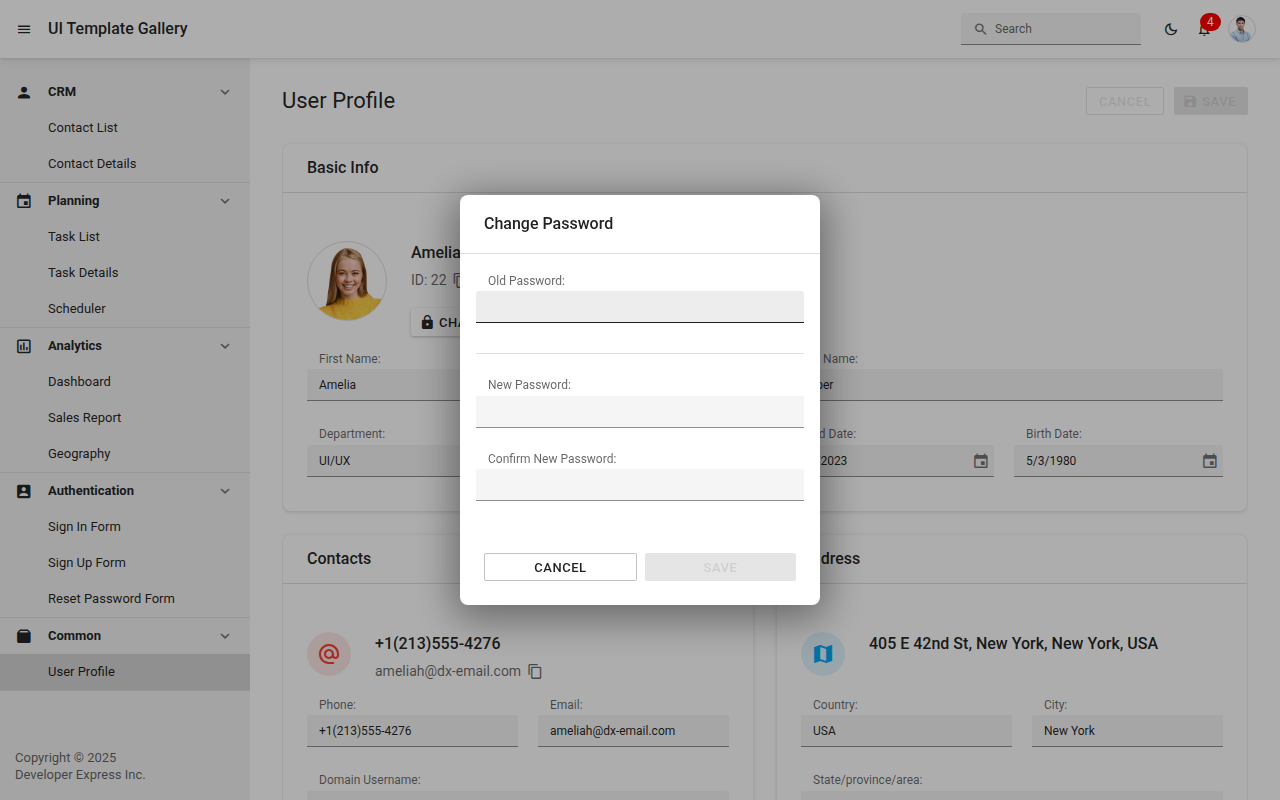 UI Template Gallery
Search
4
CRM
Contact List
Contact Details
Planning
Task List
Task Details
Scheduler
Analytics
Dashboard
Sales Report
Geography
Authentication
Sign In Form
Sign Up Form
Reset Password Form
Common
User Profile
Copyright © 2025
Developer Express Inc.
User Profile
CANCEL
SAVE
Basic Info
Amelia
ID: 22
CHA
First Name:
Amelia
Name:
Department:
UI/UX
d Date:
2023
Birth Date:
5/3/1980
Change Password
Old Password:
New Password:
Confirm New Password:
CANCEL
SAVE
Contacts
+1(213)555-4276
ameliah@dx-email.com
Phone:
+1(213)555-4276
Email:
ameliah@dx-email.com
Domain Username:
dress
405 E 42nd St, New York, New York, USA
Country:
USA
City:
New York
State/province/area: